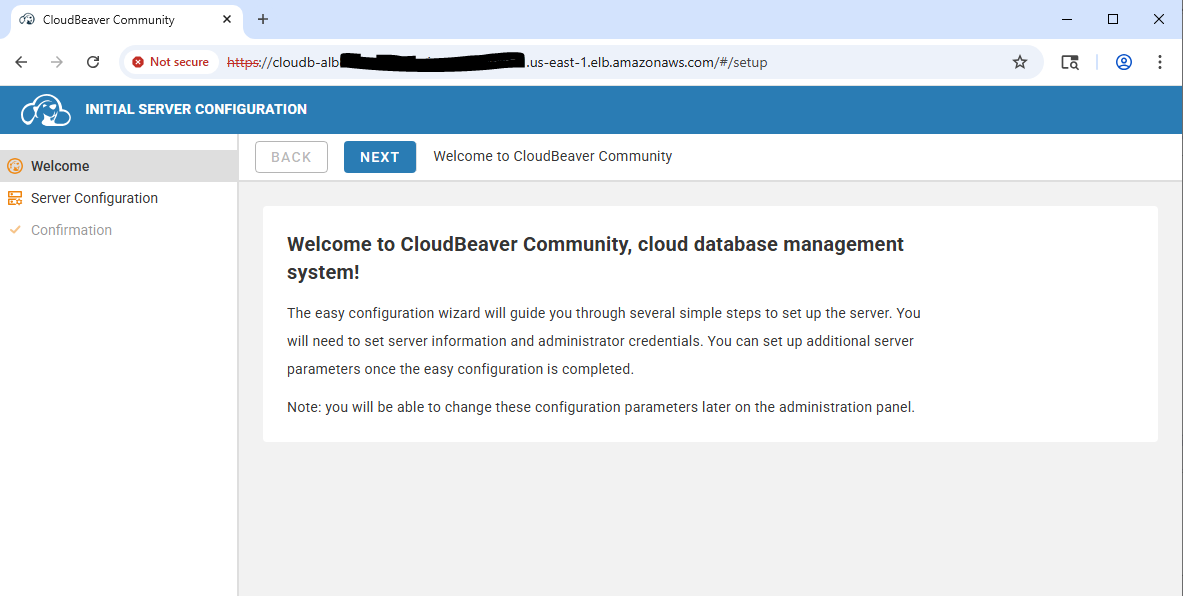 CloudBeaver Community
Not secure https://cloudb-alb .us-east-1.elb.amazonaws.com/#/setup
INITIAL SERVER CONFIGURATION
Welcome
Server Configuration
Confirmation
BACK NEXT Welcome to CloudBeaver Community
Welcome to CloudBeaver Community, cloud database management
system!
The easy configuration wizard will guide you through several simple steps to set up the server. You
will need to set server information and administrator credentials. You can set up additional server
parameters once the easy configuration is completed.
Note: you will be able to change these configuration parameters later on the administration panel.